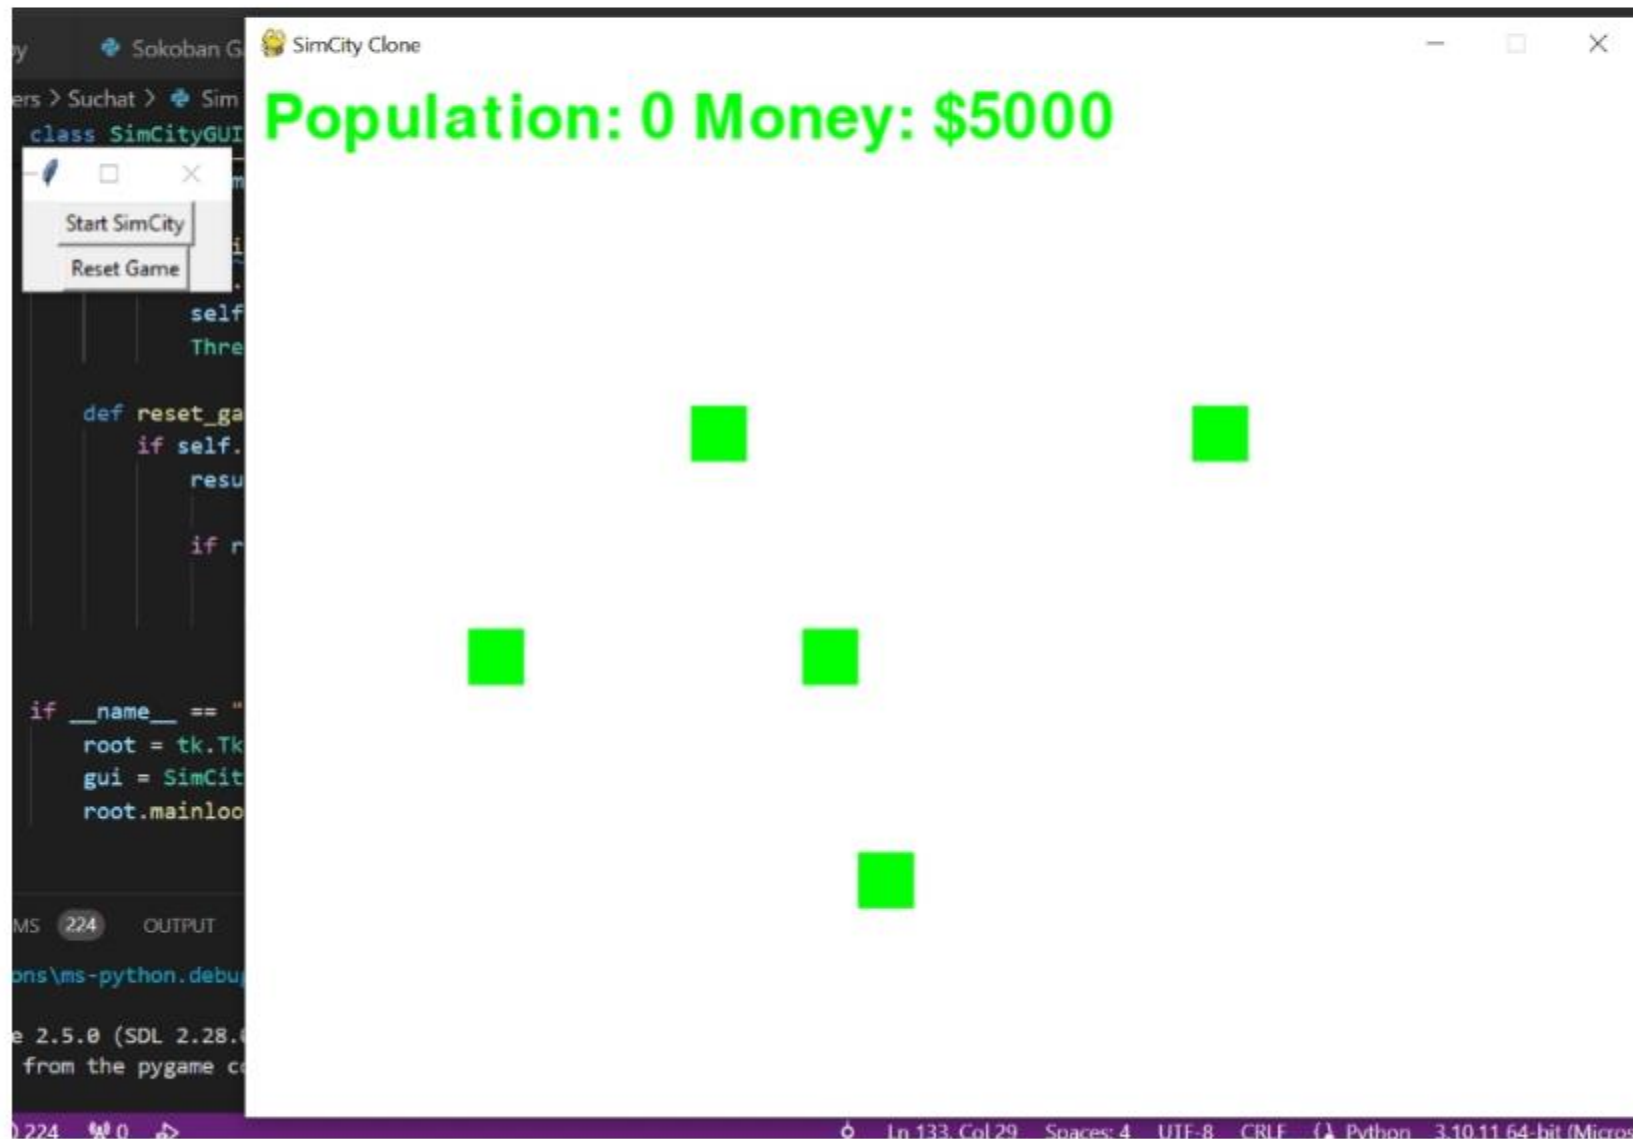 Sokoban G
SimCity Clone
ers > Suchat > Sim
Population: 0 Money: $5000
class SimCityGUI
Start SimCity
Reset Game
self
Thre
def reset_ga
if self.
resu
if r
if __name__ == "
root = tk.Tk
gui = SimCit
root.mainloo
MS 224 OUTPUT
ons\ms-python.debu
e 2.5.0 (SDL 2.28.
from the pygame c
224 0 Ln 133, Col 29 Spaces: 4 UTF-8 CRLF Python 3.10.11 64-bit (Micros